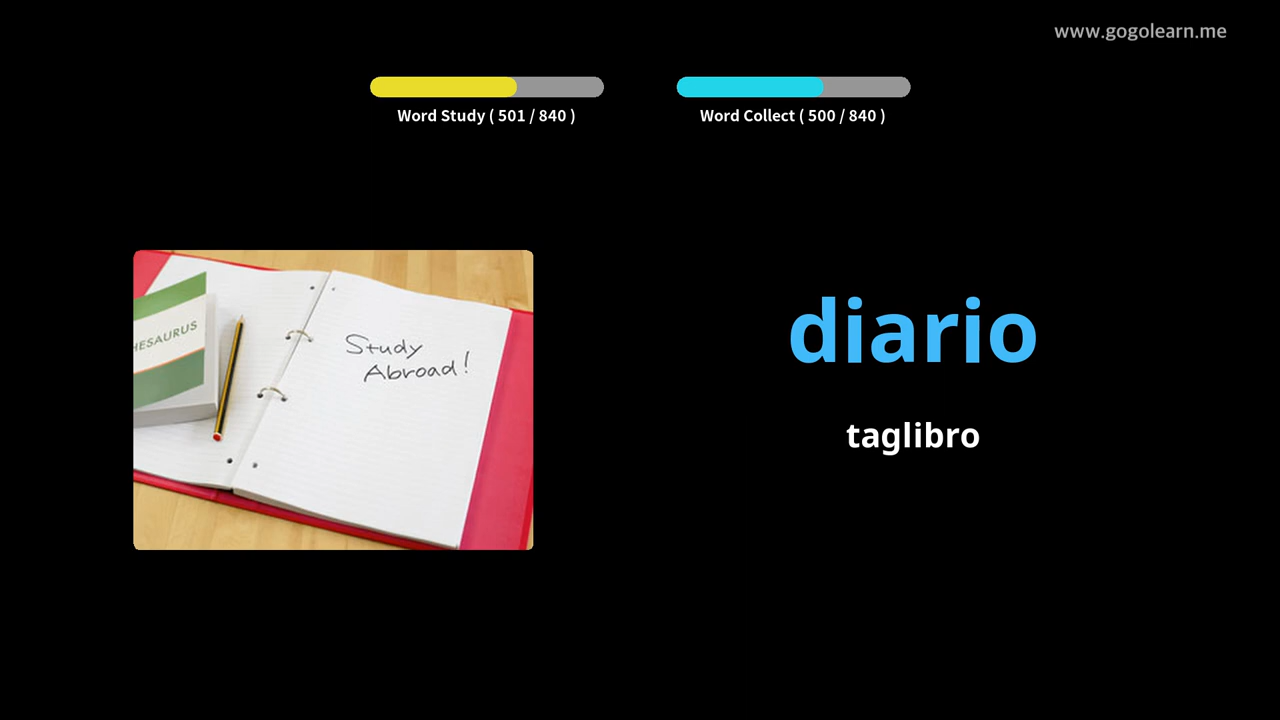 www.gogolearn.me
Word Study ( 501 / 840 )
Word Collect ( 500 / 840 )
HESAURUS
Study
Abroad!
diario
taglibro